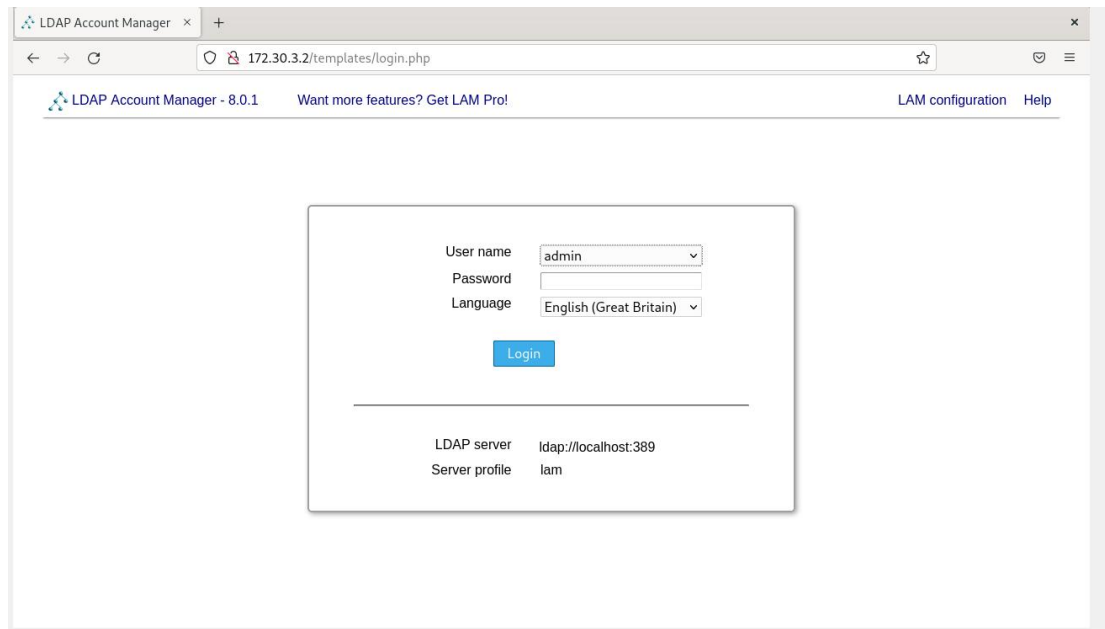 LDAP Account Manager × +
×
172.30.3.2/templates/login.php
LDAP Account Manager - 8.0.1 Want more features? Get LAM Pro! LAM configuration Help
User name admin
Password
Language English (Great Britain)
Login
LDAP server ldap://localhost:389
Server profile lam